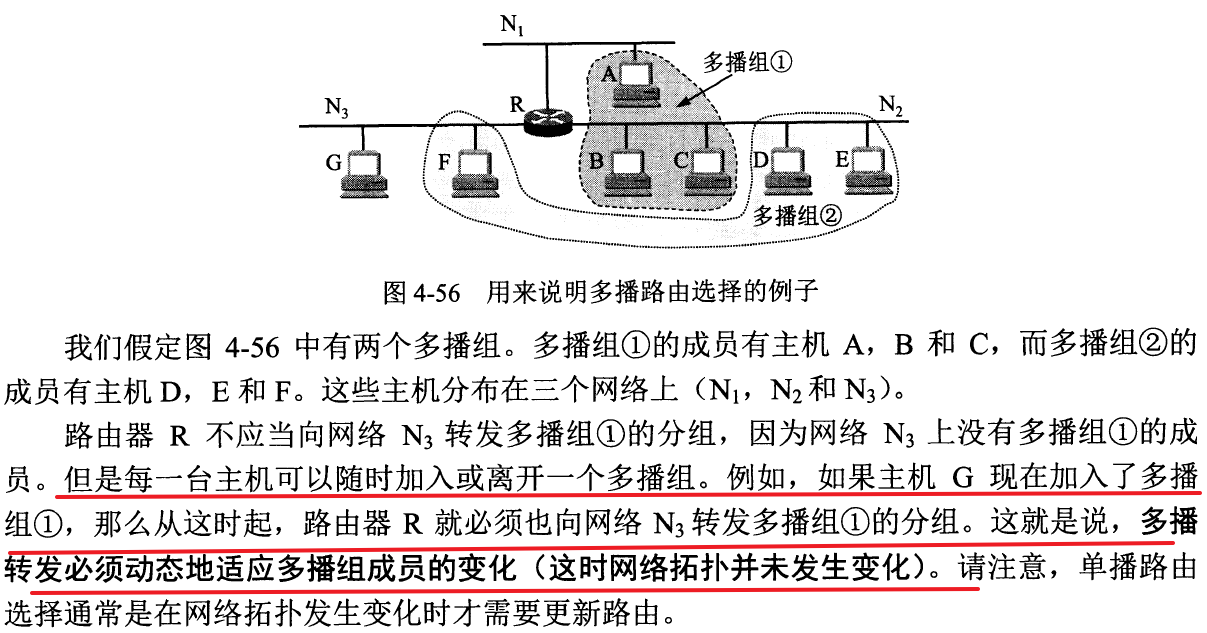 N₁
A
多播组①
N₃
R
N₂
G
F
B
C
D
E
多播组②
图 4-56 用来说明多播路由选择的例子
我们假定图 4-56 中有两个多播组。多播组①的成员有主机 A，B 和 C，而多播组②的
成员有主机 D，E 和 F。这些主机分布在三个网络上（N₁，N₂和 N₃）。
路由器 R 不应当向网络 N₃ 转发多播组①的分组，因为网络 N₃ 上没有多播组①的成
员。但是每一台主机可以随时加入或离开一个多播组。例如，如果主机 G 现在加入了多播
组①，那么从这时起，路由器 R 就必须也向网络 N₃ 转发多播组①的分组。这就是说，多播
转发必须动态地适应多播组成员的变化（这时网络拓扑并未发生变化）。请注意，单播路由
选择通常是在网络拓扑发生变化时才需要更新路由。